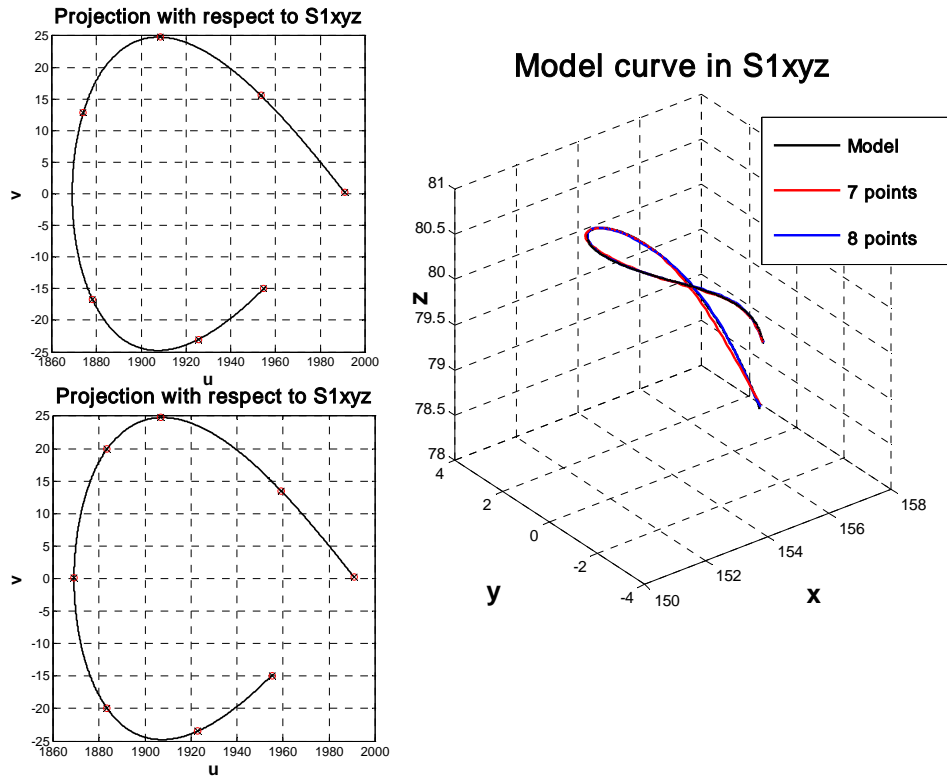 Projection with respect to S1xyz
25
20
15
10
5
0
-5
-10
-15
-20
-25
v
1860 1880 1900 1920 1940 1960 1980 2000
u
Projection with respect to S1xyz
25
20
15
10
5
0
-5
-10
-15
-20
-25
v
1860 1880 1900 1920 1940 1960 1980 2000
u
Model curve in S1xyz
Model
7 points
8 points
81
80.5
80
79.5
79
78.5
78
z
4
2
0
-2
-4
y
150
152
154
156
158
x